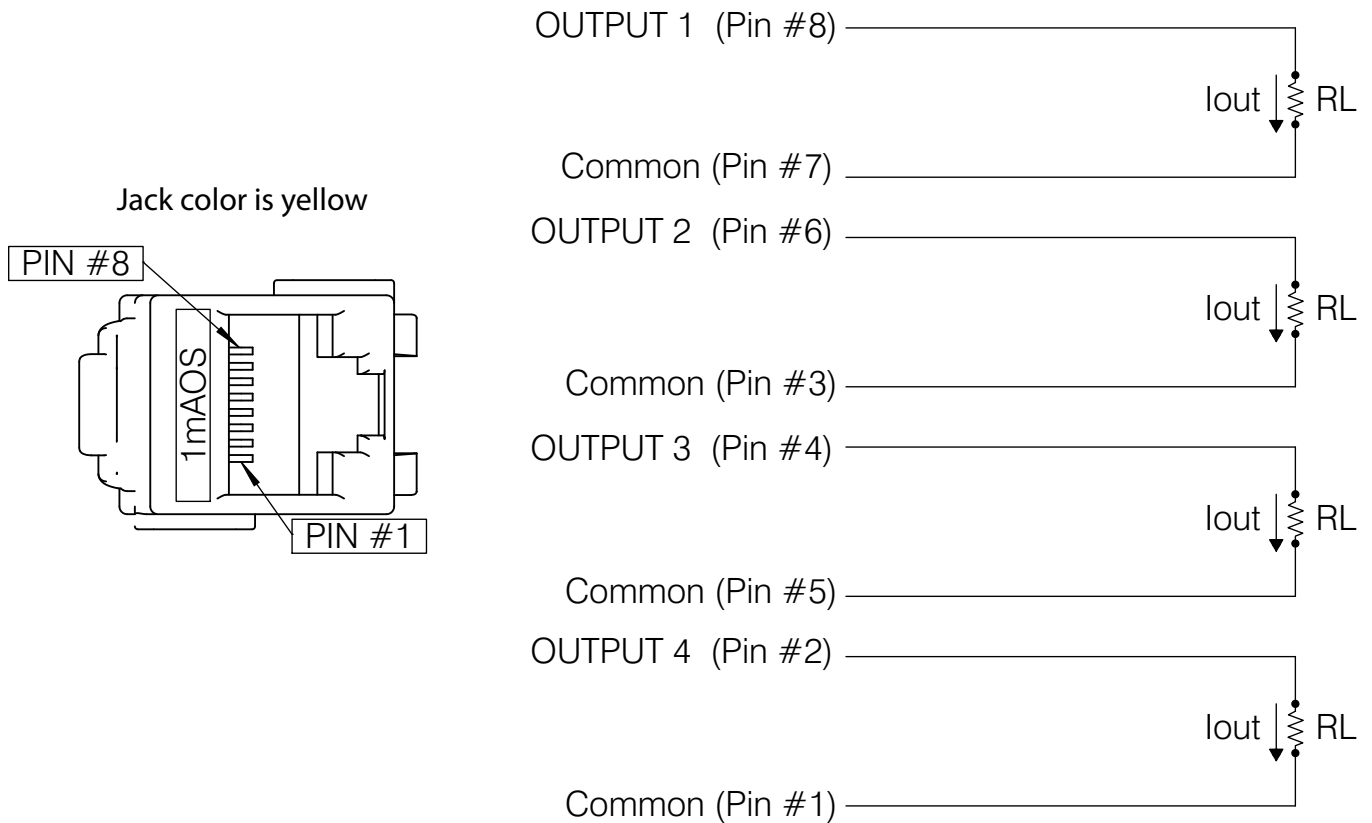 Jack color is yellow
PIN #8
1mAOS
PIN #1
OUTPUT 1 (Pin #8)
Iout RL
Common (Pin #7)
OUTPUT 2 (Pin #6)
Iout RL
Common (Pin #3)
OUTPUT 3 (Pin #4)
Iout RL
Common (Pin #5)
OUTPUT 4 (Pin #2)
Iout RL
Common (Pin #1)